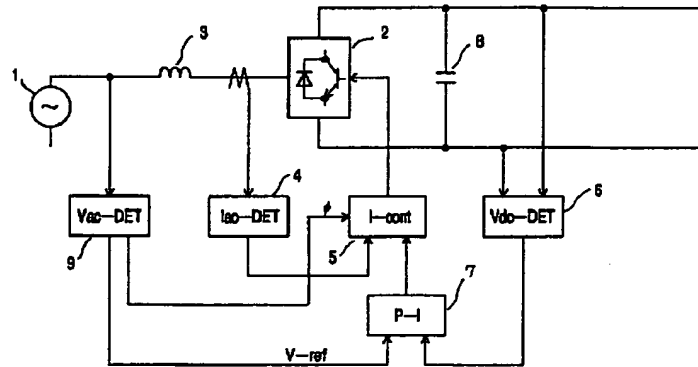 3
2
8
1
~
4
6
Vac-DET
Iac-DET
φ
I-cont
Vdc-DET
9
5
7
P-I
V-ref